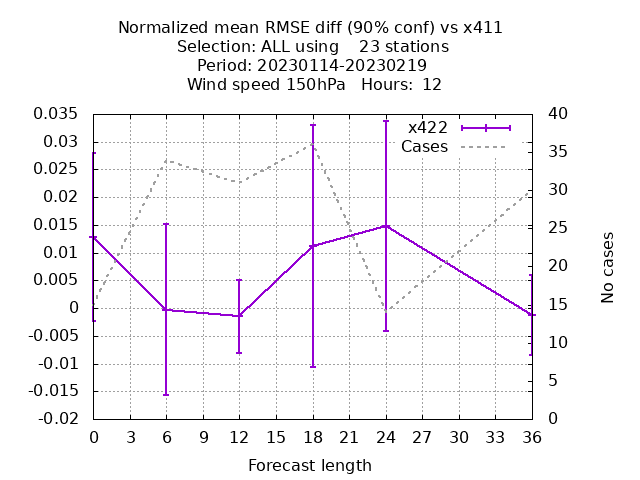 Normalized mean RMSE diff (90% conf) vs x411
Selection: ALL using    23 stations
Period: 20230114-20230219
Wind speed 150hPa   Hours:  12
x422
Cases
0.035
0.03
0.025
0.02
0.015
0.01
0.005
0
-0.005
-0.01
-0.015
-0.02
40
35
30
25
20
15
10
5
0
No cases
0 3 6 9 12 15 18 21 24 27 30 33 36
Forecast length